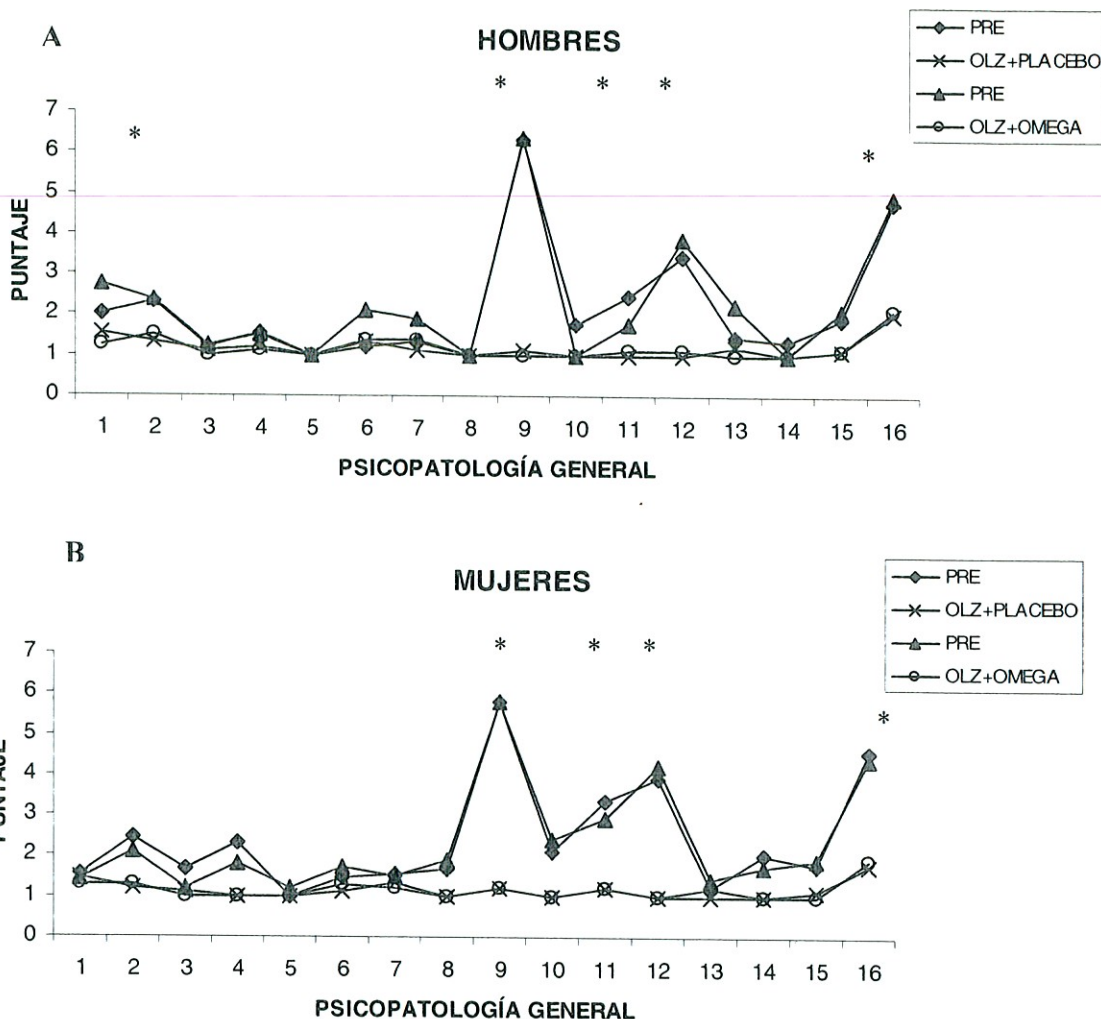 A
HOMBRES
PRE
OLZ+PLACEBO
PRE
OLZ+OMEGA
* * *
*
*
7
6
5
4
3
2
1
0
PUNTAJE
1 2 3 4 5 6 7 8 9 10 11 12 13 14 15 16
PSICOPATOLOGÍA GENERAL
B
MUJERES
PRE
OLZ+PLACEBO
PRE
OLZ+OMEGA
* * *
*
7
6
5
4
3
2
1
0
PUNTAJE
1 2 3 4 5 6 7 8 9 10 11 12 13 14 15 16
PSICOPATOLOGÍA GENERAL